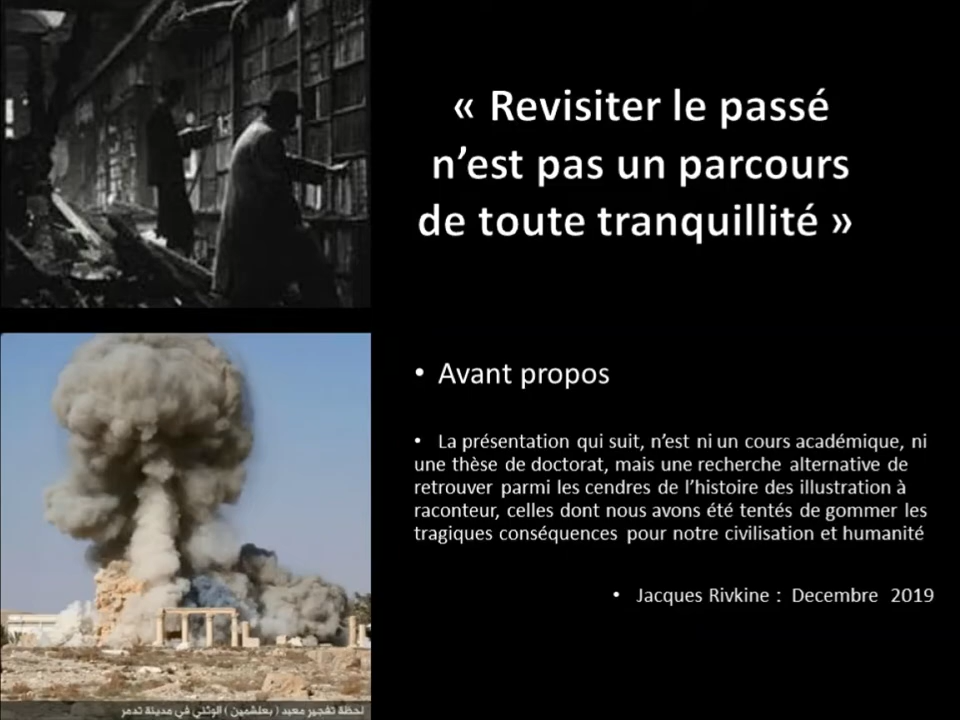 « Revisiter le passé
n’est pas un parcours
de toute tranquillité »
• Avant propos
• La présentation qui suit, n’est ni un cours académique, ni
une thèse de doctorat, mais une recherche alternative de
retrouver parmi les cendres de l’histoire des illustration à
raconteur, celles dont nous avons été tentés de gommer les
tragiques conséquences pour notre civilisation et humanité
• Jacques Rivkine : Decembre 2019
لحظة تفجير معبد ( بعلشمين ) الوثني في مدينة تدمر